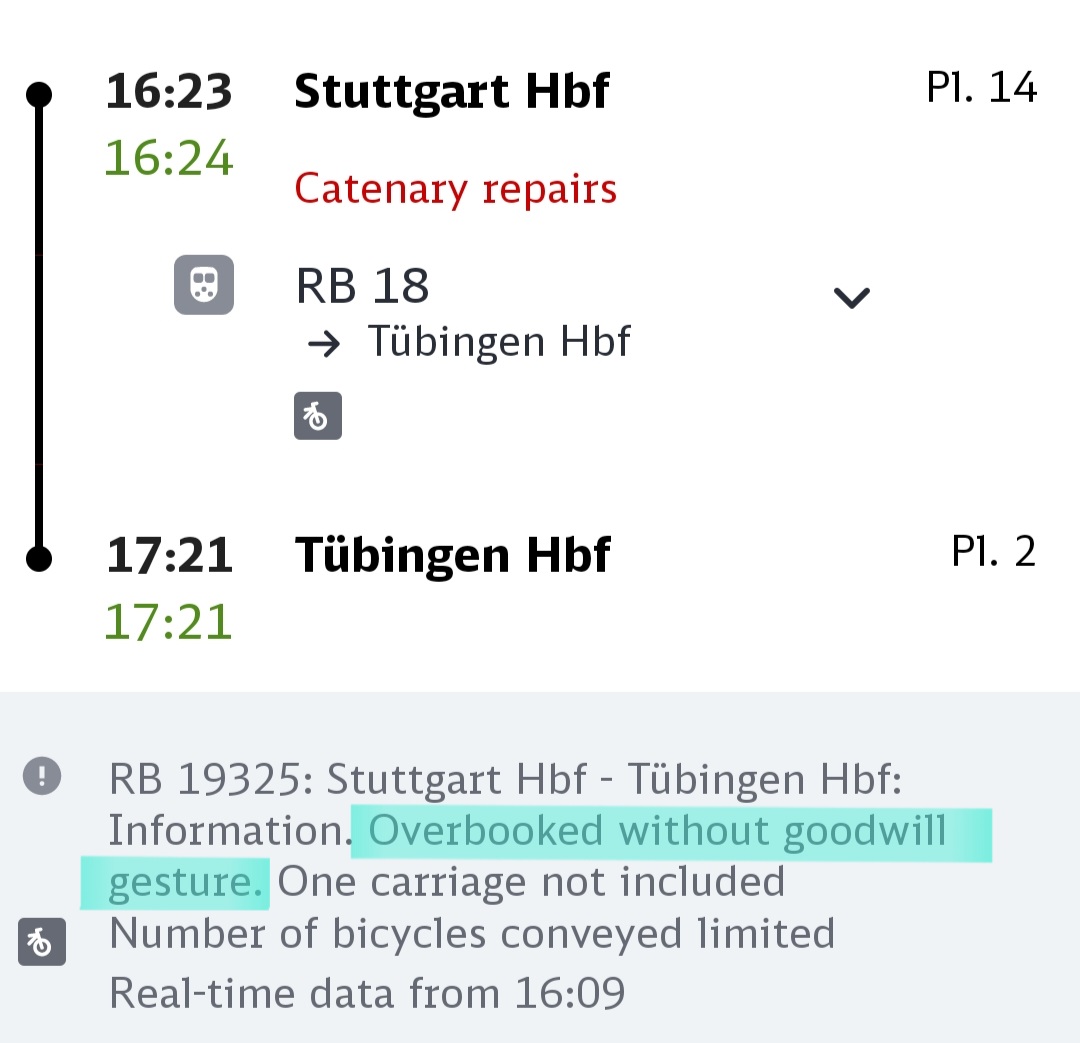 16:23 Stuttgart Hbf Pl. 14
16:24
Catenary repairs
RB 18
→ Tübingen Hbf
17:21 Tübingen Hbf Pl. 2
17:21
RB 19325: Stuttgart Hbf - Tübingen Hbf:
Information. Overbooked without goodwill
gesture. One carriage not included
Number of bicycles conveyed limited
Real-time data from 16:09